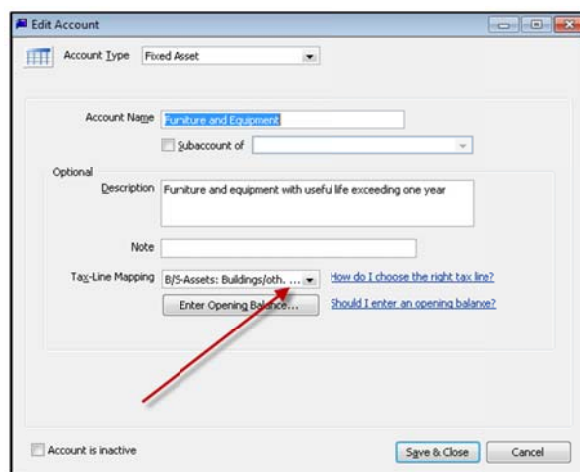 Edit Account
Account Type Fixed Asset
Account Name Furniture and Equipment
Subaccount of
Optional
Description Furniture and equipment with useful life exceeding one year
Note
Tax-Line Mapping B/S-Assets: Buildings/oth. ... How do I choose the right tax line?
Enter Opening Balance... Should I enter an opening balance?
Account is inactive Save & Close Cancel